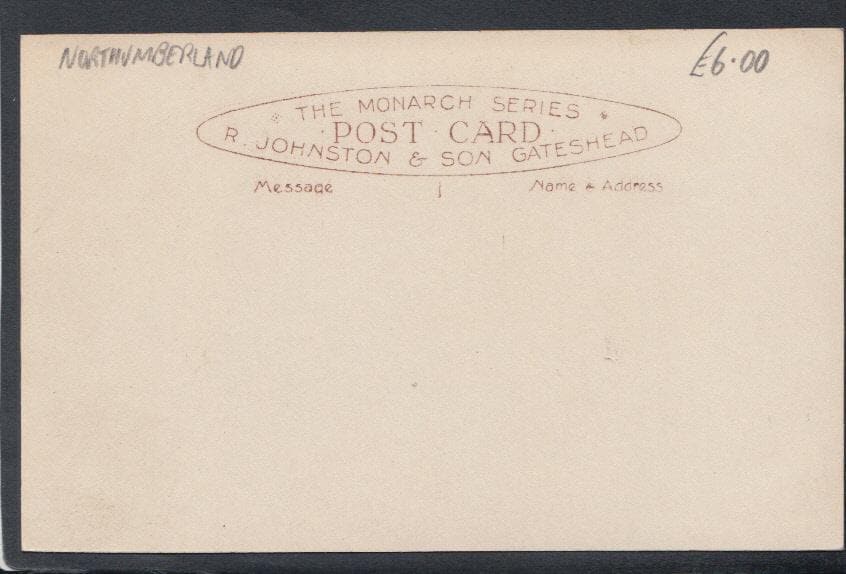 NORTHUMBERLAND
£6.00
THE MONARCH SERIES
POST CARD
R. JOHNSTON & SON GATESHEAD
Message
Name & Address